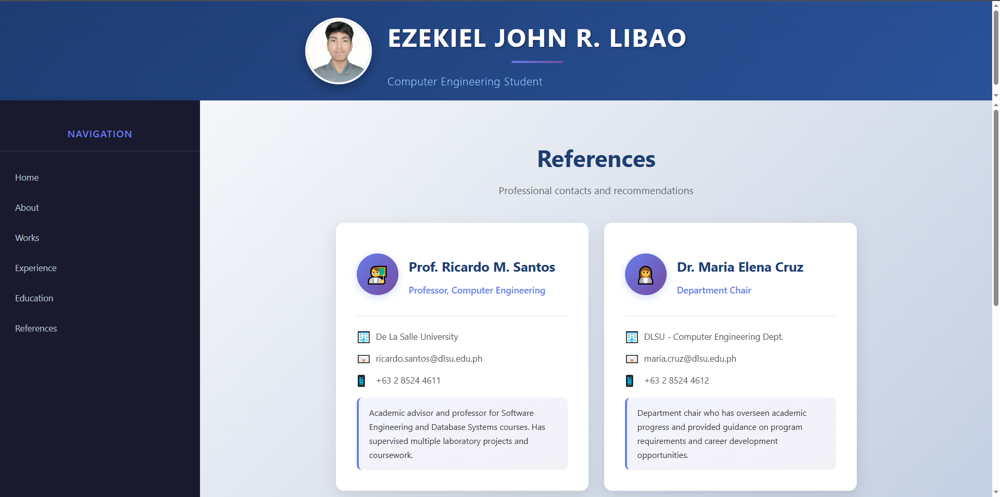 EZEKIEL JOHN R. LIBAO
Computer Engineering Student
NAVIGATION
Home
About
Works
Experience
Education
References
References
Professional contacts and recommendations
Prof. Ricardo M. Santos
Professor, Computer Engineering
De La Salle University
ricardo.santos@dlsu.edu.ph
+63 2 8524 4611
Academic advisor and professor for Software
Engineering and Database Systems courses. Has
supervised multiple laboratory projects and
coursework.
Dr. Maria Elena Cruz
Department Chair
DLSU - Computer Engineering Dept.
maria.cruz@dlsu.edu.ph
+63 2 8524 4612
Department chair who has overseen academic
progress and provided guidance on program
requirements and career development
opportunities.